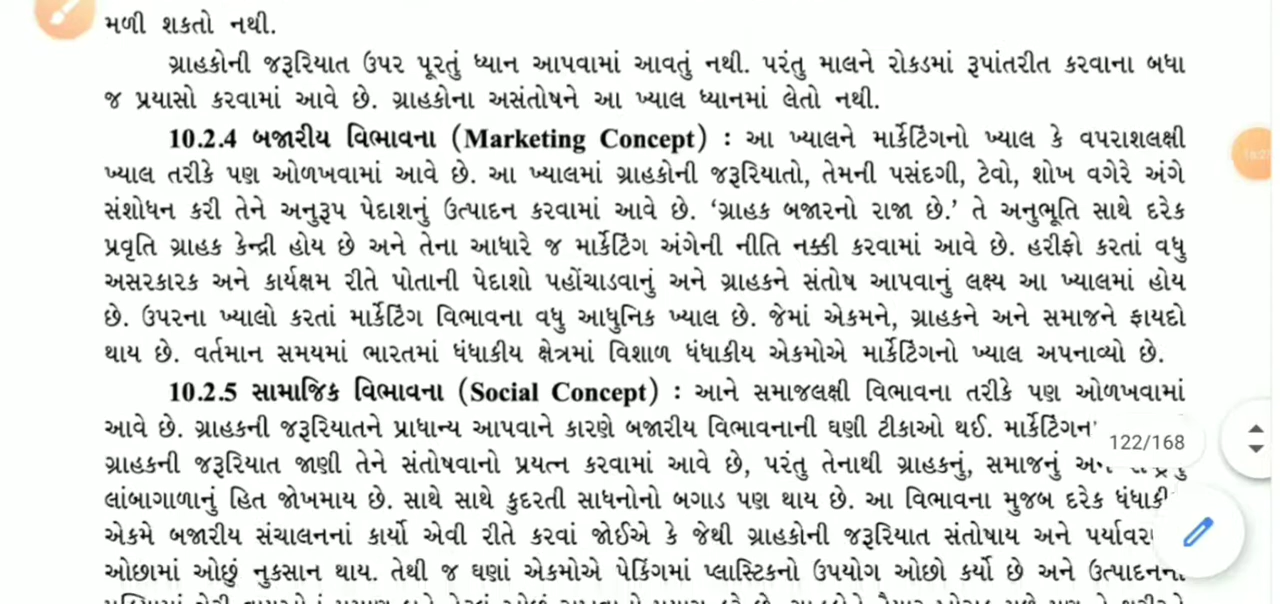 મળી શકતો નથી.
ગ્રાહકોની જરૂરિયાત ઉપર પૂરતું ધ્યાન આપવામાં આવતું નથી. પરંતુ માલને રોકડમાં રૂપાંતરીત કરવાના બધા
જ પ્રયાસો કરવામાં આવે છે. ગ્રાહકોના અસંતોષને આ ખ્યાલ ધ્યાનમાં લેતો નથી.
10.2.4 બજારીય વિભાવના (Marketing Concept) : આ ખ્યાલને માર્કેટિંગનો ખ્યાલ કે વપરાશલક્ષી
ખ્યાલ તરીકે પણ ઓળખવામાં આવે છે. આ ખ્યાલમાં ગ્રાહકોની જરૂરિયાતો, તેમની પસંદગી, ટેવો, શોખ વગેરે અંગે
સંશોધન કરી તેને અનુરૂપ પેદાશનું ઉત્પાદન કરવામાં આવે છે. ‘ગ્રાહક બજારનો રાજા છે.’ તે અનુભૂતિ સાથે દરેક
પ્રવૃતિ ગ્રાહક કેન્દ્રી હોય છે અને તેના આધારે જ માર્કેટિંગ અંગેની નીતિ નક્કી કરવામાં આવે છે. હરીફો કરતાં વધુ
અસરકારક અને કાર્યક્ષમ રીતે પોતાની પેદાશો પહોંચાડવાનું અને ગ્રાહકને સંતોષ આપવાનું લક્ષ્ય આ ખ્યાલમાં હોય
છે. ઉપરના ખ્યાલો કરતાં માર્કેટિંગ વિભાવના વધુ આધુનિક ખ્યાલ છે. જેમાં એકમને, ગ્રાહકને અને સમાજને ફાયદો
થાય છે. વર્તમાન સમયમાં ભારતમાં ધંધાકીય ક્ષેત્રમાં વિશાળ ધંધાકીય એકમોએ માર્કેટિંગનો ખ્યાલ અપનાવ્યો છે.
10.2.5 સામાજિક વિભાવના (Social Concept) : આને સમાજલક્ષી વિભાવના તરીકે પણ ઓળખવામાં
આવે છે. ગ્રાહકની જરૂરિયાતને પ્રાધાન્ય આપવાને કારણે બજારીય વિભાવનાની ઘણી ટીકાઓ થઈ. 122/168
ગ્રાહકની જરૂરિયાત જાણી તેને સંતોષવાનો પ્રયત્ન કરવામાં આવે છે, પરંતુ તેનાથી ગ્રાહકનું, સમાજનું
લાંબાગાળાનું હિત જોખમાય છે. સાથે સાથે કુદરતી સાધનોનો બગાડ પણ થાય છે. આ વિભાવના મુજબ દરેક
એકમે બજારીય સંચાલનનાં કાર્યો એવી રીતે કરવાં જોઈએ કે જેથી ગ્રાહકોની જરૂરિયાત સંતોષાય અને
ઓછામાં ઓછું નુકસાન થાય. તેથી જ ઘણાં એકમોએ પેકિંગમાં પ્લાસ્ટિકનો ઉપયોગ ઓછો કર્યો છે અને